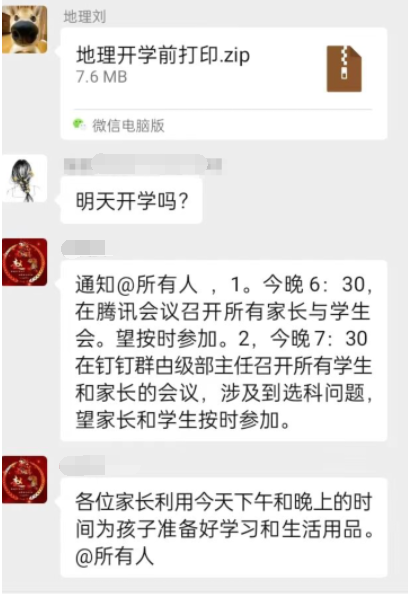 地理刘
地理开学前打印.zip
7.6 MB
微信电脑版
明天开学吗?
通知@所有人 ，1。今晚6：30，
在腾讯会议召开所有家长与学生
会。望按时参加。2，今晚7：30
在钉钉群由级部主任召开所有学生
和家长的会议，涉及到选科问题，
望家长和学生按时参加。
各位家长利用今天下午和晚上的时
间为孩子准备好学习和生活用品。
@所有人